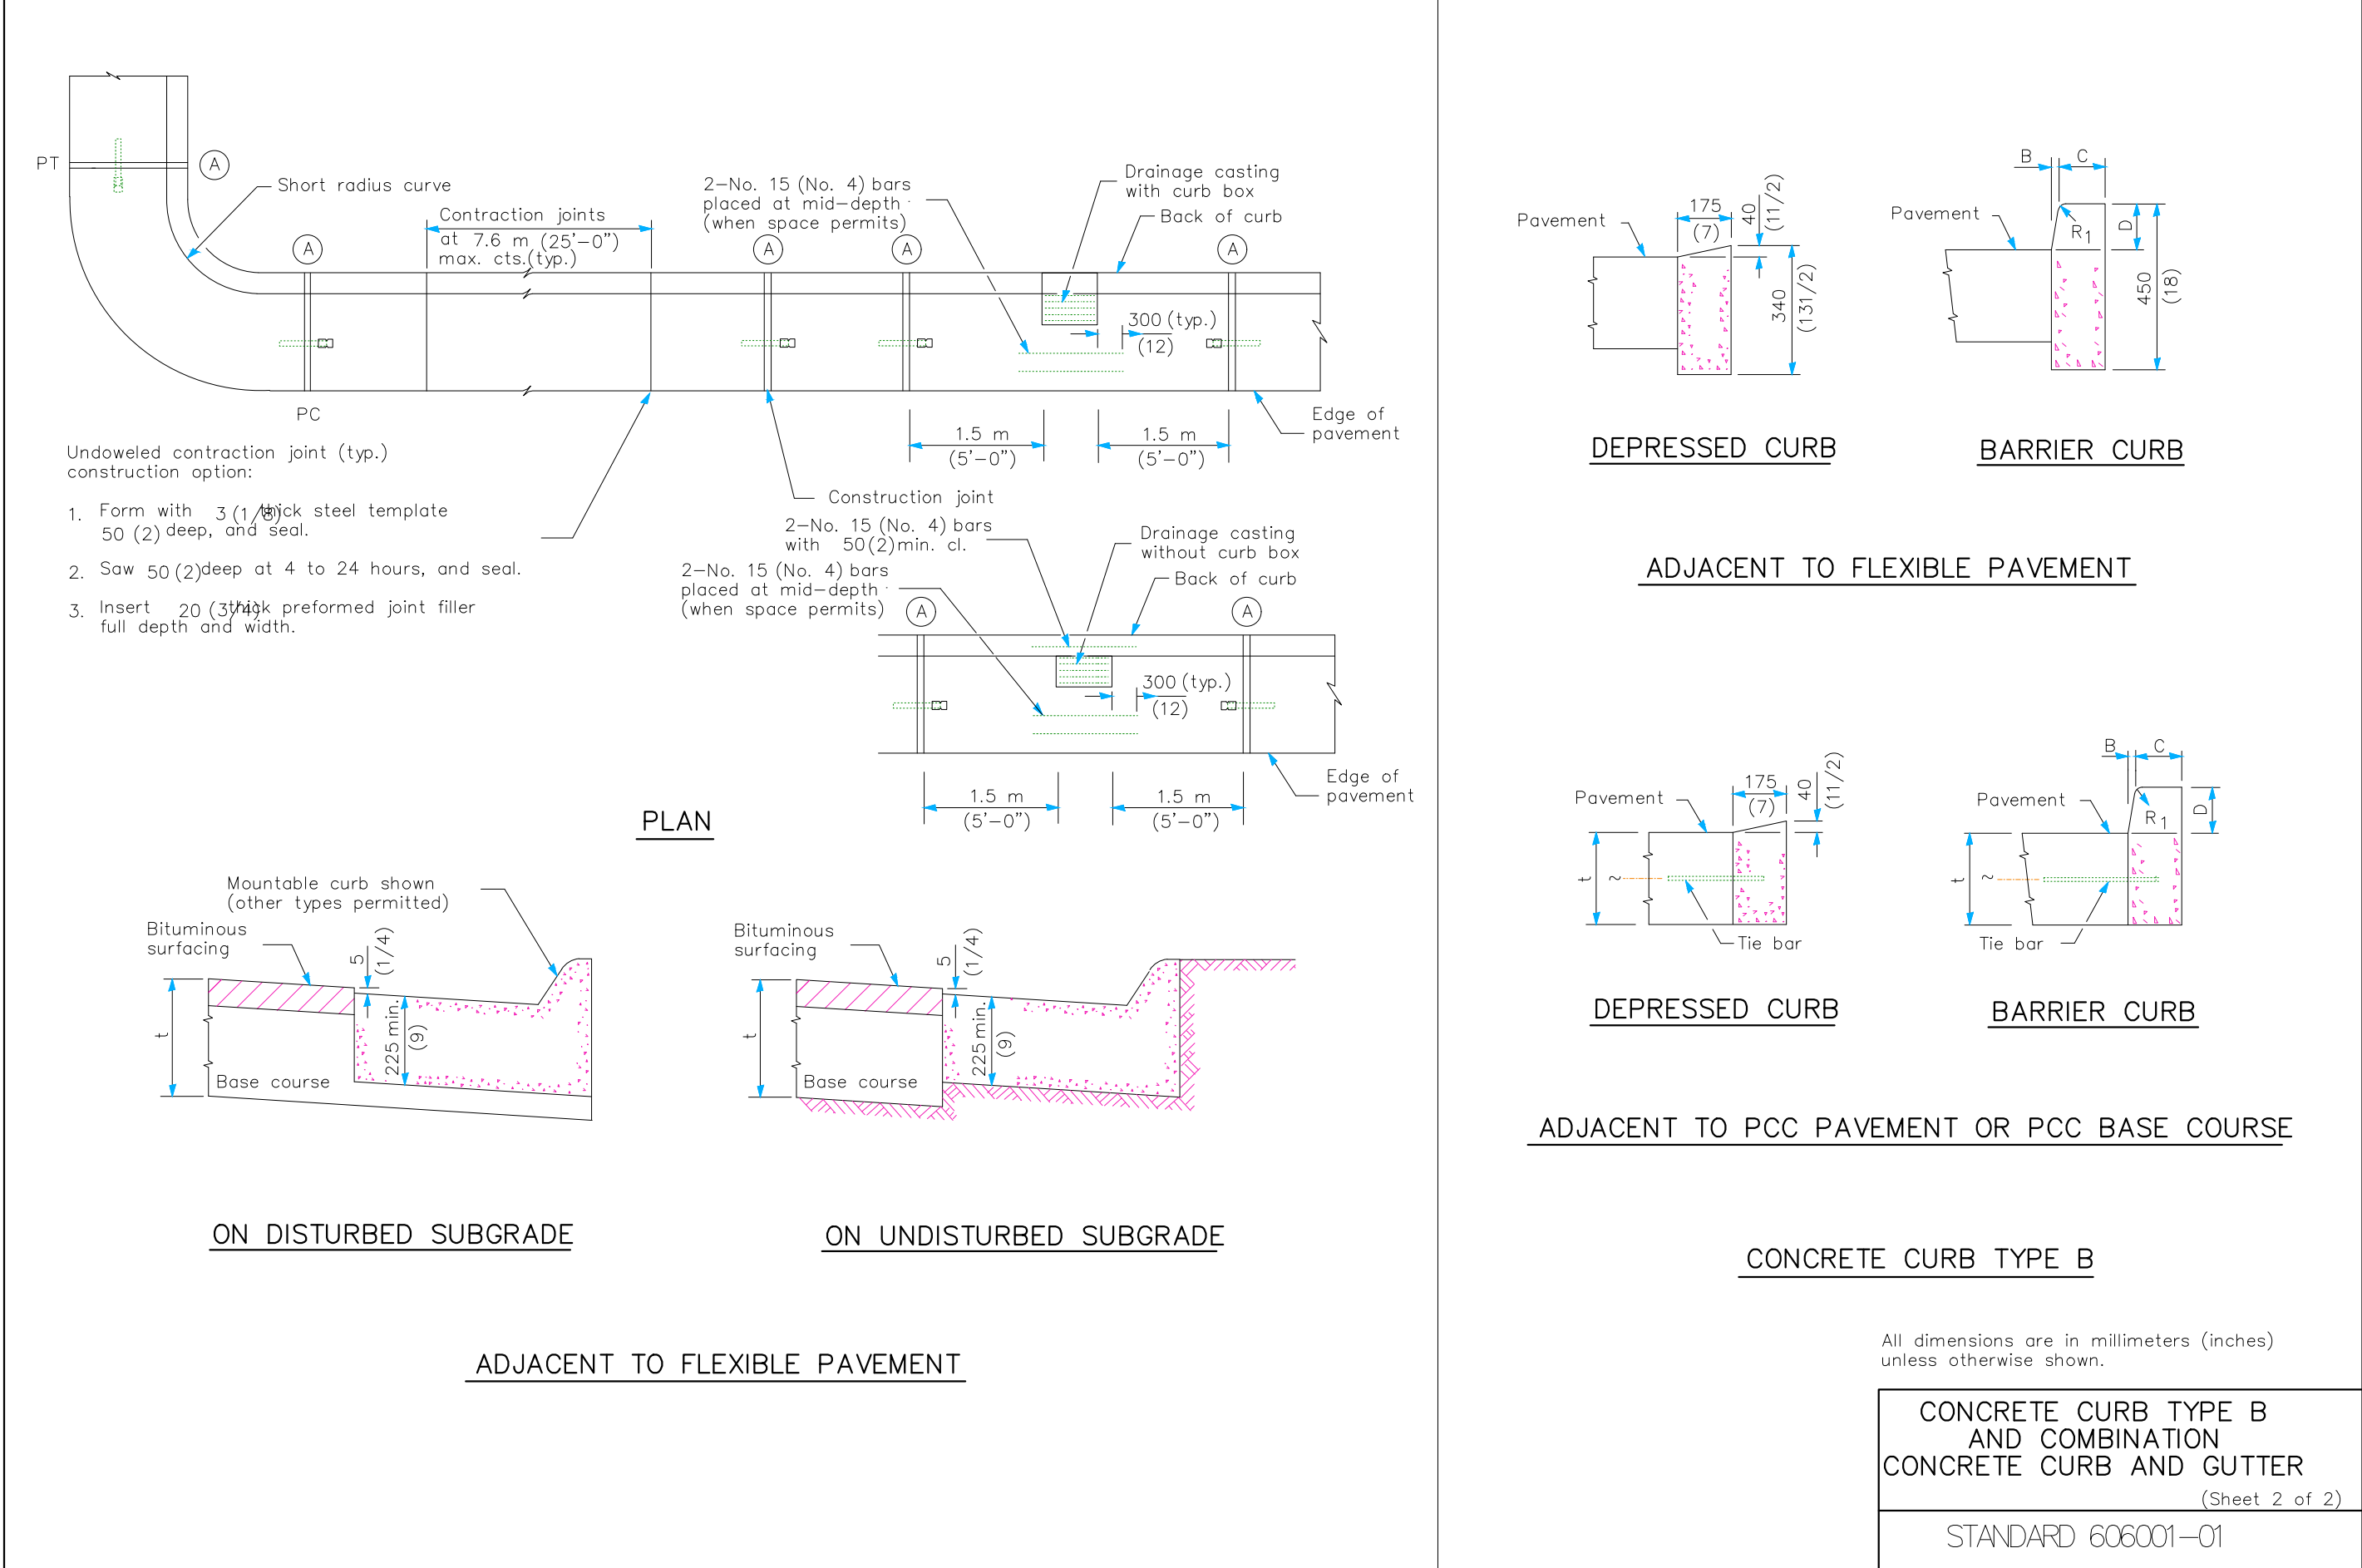 PT
A
Short radius curve
Contraction joints
at 7.6 m (25'-0")
max. cts.(typ.)
A
A
A
A
2-No. 15 (No. 4) bars
placed at mid-depth
(when space permits)
Drainage casting
with curb box
Back of curb
300 (typ.)
(12)
PC
1.5 m
(5'-0")
1.5 m
(5'-0")
Edge of
pavement
Construction joint
Undoweled contraction joint (typ.)
construction option:
1. Form with 3 (1/8) thick steel template
50 (2) deep, and seal.
2. Saw 50 (2) deep at 4 to 24 hours, and seal.
3. Insert 20 (3/4) thick preformed joint filler
full depth and width.
2-No. 15 (No. 4) bars
with 50(2) min. cl.
2-No. 15 (No. 4) bars
placed at mid-depth
(when space permits)
Drainage casting
without curb box
Back of curb
A
A
300 (typ.)
(12)
1.5 m
(5'-0")
1.5 m
(5'-0")
Edge of
pavement
PLAN
Mountable curb shown
(other types permitted)
Bituminous
surfacing
5
(1/4)
t
225 min.
(9)
Base course
ON DISTURBED SUBGRADE
Bituminous
surfacing
5
(1/4)
t
225 min.
(9)
Base course
ON UNDISTURBED SUBGRADE
ADJACENT TO FLEXIBLE PAVEMENT
Pavement
175
(7)
40
(11/2)
340
(131/2)
DEPRESSED CURB
Pavement
B
C
R1
D
450
(18)
BARRIER CURB
ADJACENT TO FLEXIBLE PAVEMENT
Pavement
175
(7)
40
(11/2)
t
~
Tie bar
DEPRESSED CURB
Pavement
B
C
R1
D
t
~
Tie bar
BARRIER CURB
ADJACENT TO PCC PAVEMENT OR PCC BASE COURSE
CONCRETE CURB TYPE B
All dimensions are in millimeters (inches)
unless otherwise shown.
CONCRETE CURB TYPE B
AND COMBINATION
CONCRETE CURB AND GUTTER
(Sheet 2 of 2)
STANDARD 606001-01